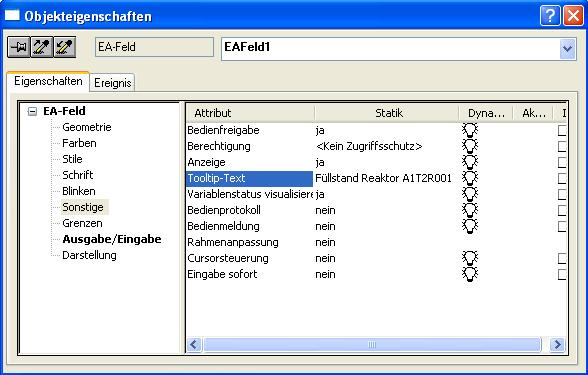 Objekteigenschaften
EA-Feld EAFeld1
Eigenschaften Ereignis
EA-Feld
Geometrie
Farben
Stile
Schrift
Blinken
Sonstige
Grenzen
Ausgabe/Eingabe
Darstellung
Attribut Statik Dyna... Ak... I
Bedienfreigabe ja
Berechtigung <Kein Zugriffsschutz>
Anzeige ja
Tooltip-Text Füllstand Reaktor A1T2R001
Variablenstatus visualisiere ja
Bedienprotokoll nein
Bedienmeldung nein
Rahmenanpassung nein
Cursorsteuerung nein
Eingabe sofort nein